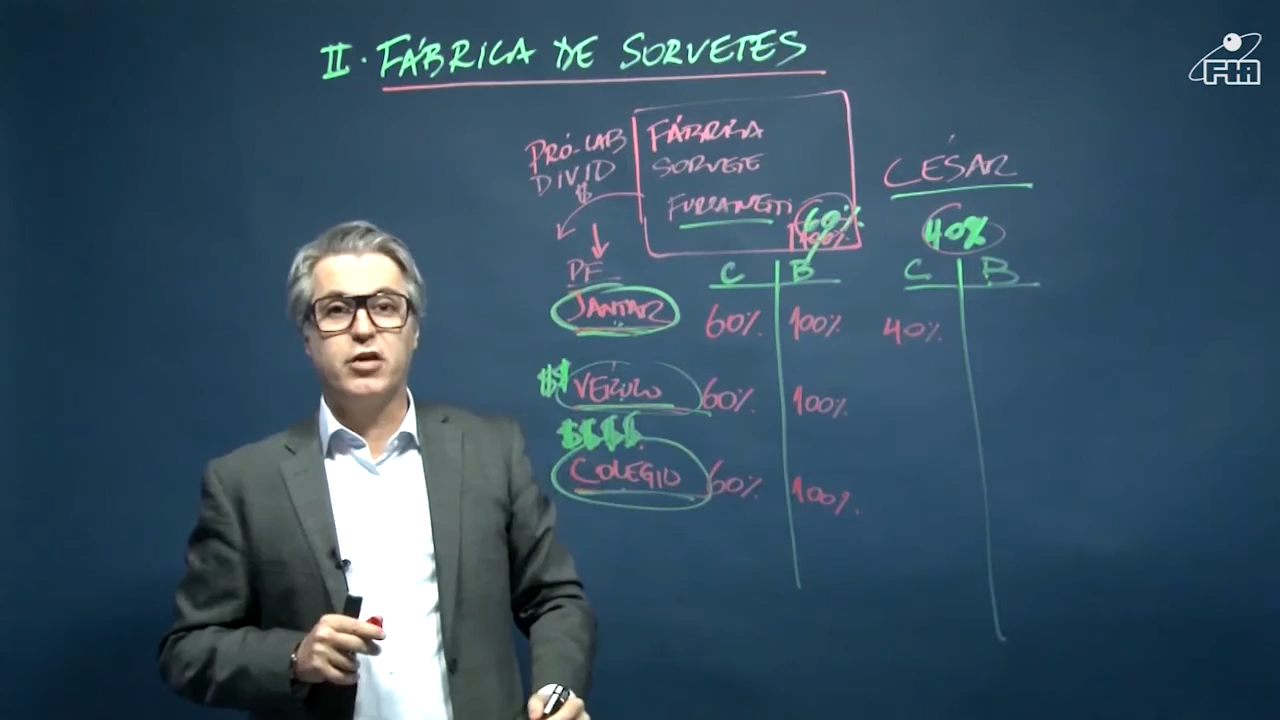 II. FÁBRICA DE SORVETES
FIA
PRÓ-LAB
DIVID
$
FÁBRICA
SORVETE
60%
100%
CÉSAR
40%
PF
C B
C B
JANTAR 60% 100% 40%
$$ VEÍCULO 60% 100%
$$$$
COLÉGIO 60% 100%